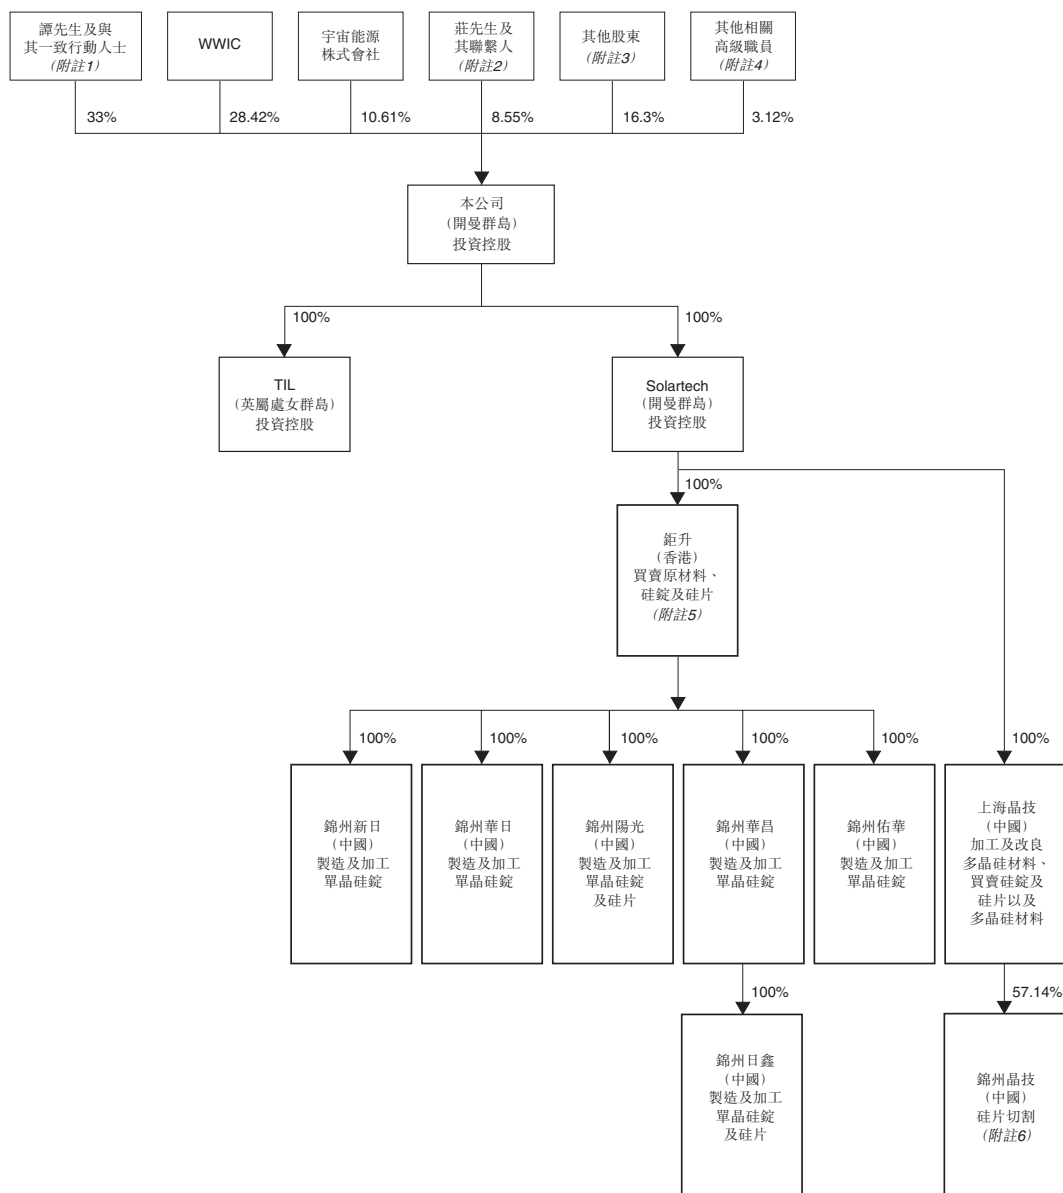 譚先生及與
其一致行動人士
(附註1)
WWIC
宇宙能源
株式會社
莊先生及
其聯繫人
(附註2)
其他股東
(附註3)
其他相關
高級職員
(附註4)
33%
28.42%
10.61%
8.55%
16.3%
3.12%
本公司
(開曼群島)
投資控股
100%
100%
TIL
(英屬處女群島)
投資控股
Solartech
(開曼群島)
投資控股
100%
鉅升
(香港)
買賣原材料、
硅錠及硅片
(附註5)
100%
100%
100%
100%
100%
100%
錦州新日
(中國)
製造及加工
單晶硅錠
錦州華日
(中國)
製造及加工
單晶硅錠
錦州陽光
(中國)
製造及加工
單晶硅錠
及硅片
錦州華昌
(中國)
製造及加工
單晶硅錠
錦州佑華
(中國)
製造及加工
單晶硅錠
上海晶技
(中國)
加工及改良
多晶硅材料、
買賣硅錠及
硅片以及
多晶硅材料
100%
57.14%
錦州日鑫
(中國)
製造及加工
單晶硅錠
及硅片
錦州晶技
(中國)
硅片切割
(附註6)